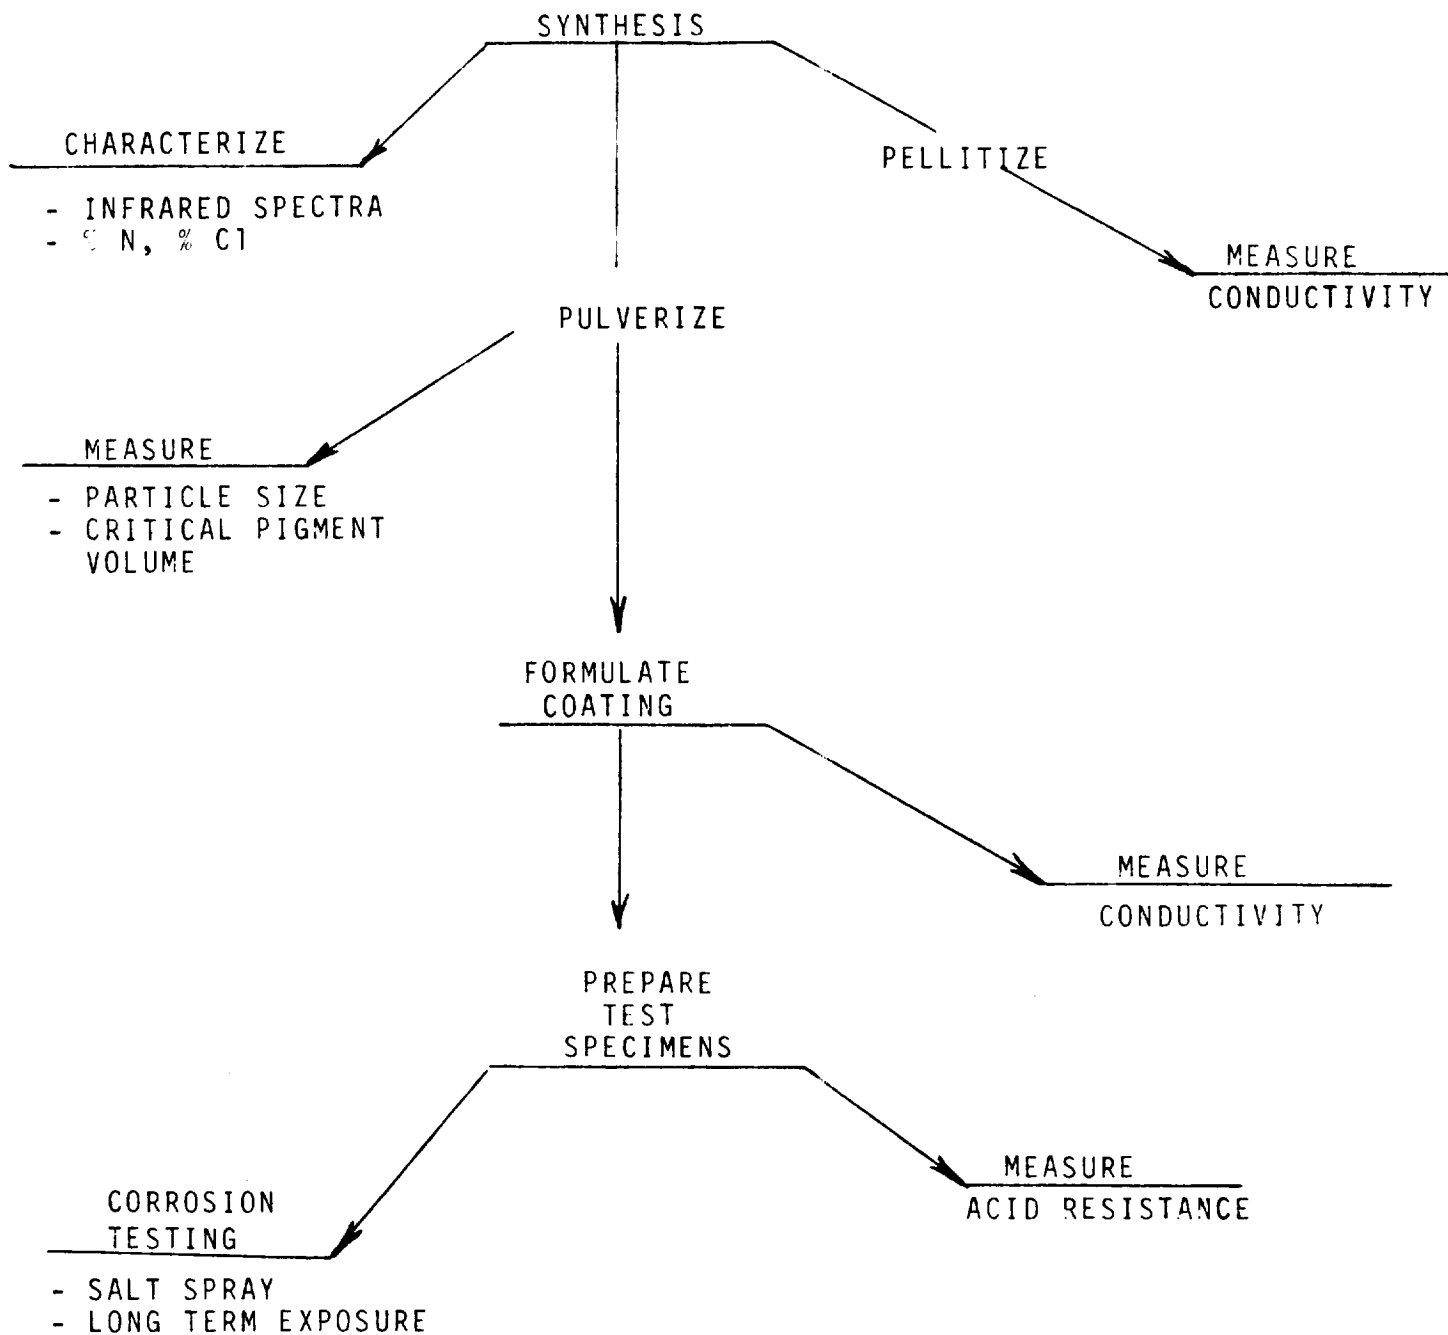 SYNTHESIS
CHARACTERIZE
- INFRARED SPECTRA
- % N, % Cl
PELLITIZE
MEASURE
CONDUCTIVITY
PULVERIZE
MEASURE
- PARTICLE SIZE
- CRITICAL PIGMENT
VOLUME
FORMULATE
COATING
MEASURE
CONDUCTIVITY
PREPARE
TEST
SPECIMENS
CORROSION
TESTING
- SALT SPRAY
- LONG TERM EXPOSURE
MEASURE
ACID RESISTANCE